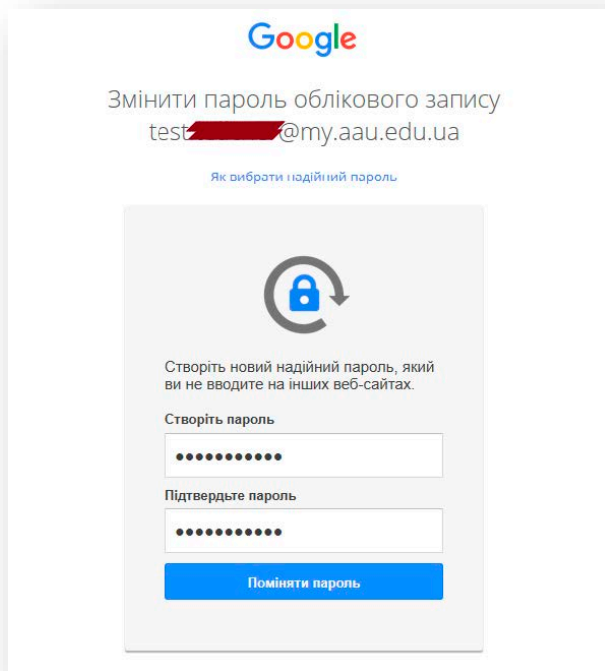 Google
Змінити пароль облікового запису
test @my.aau.edu.ua
Як вибрати надійний пароль
Створіть новий надійний пароль, який
ви не вводите на інших веб-сайтах.
Створіть пароль
•••••••••••
Підтвердьте пароль
•••••••••••
Поміняти пароль